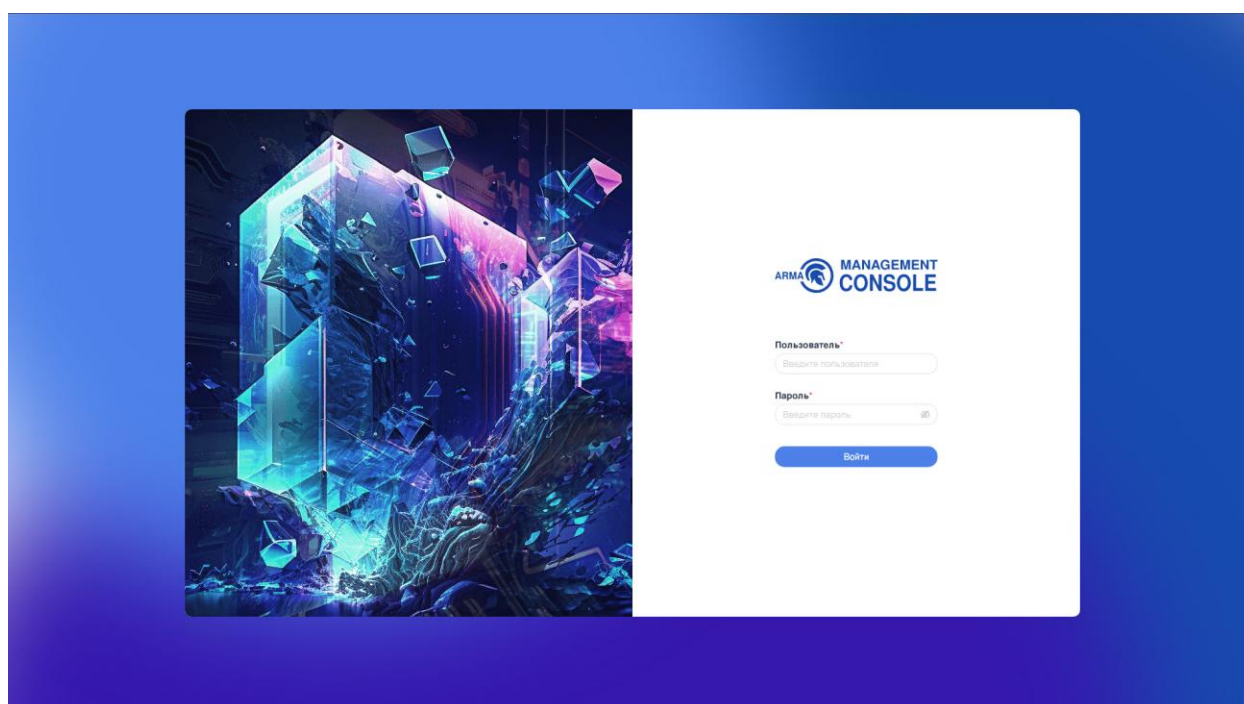 ARMA MANAGEMENT
CONSOLE
Пользователь*
Введите пользователя
Пароль*
Введите пароль
Войти